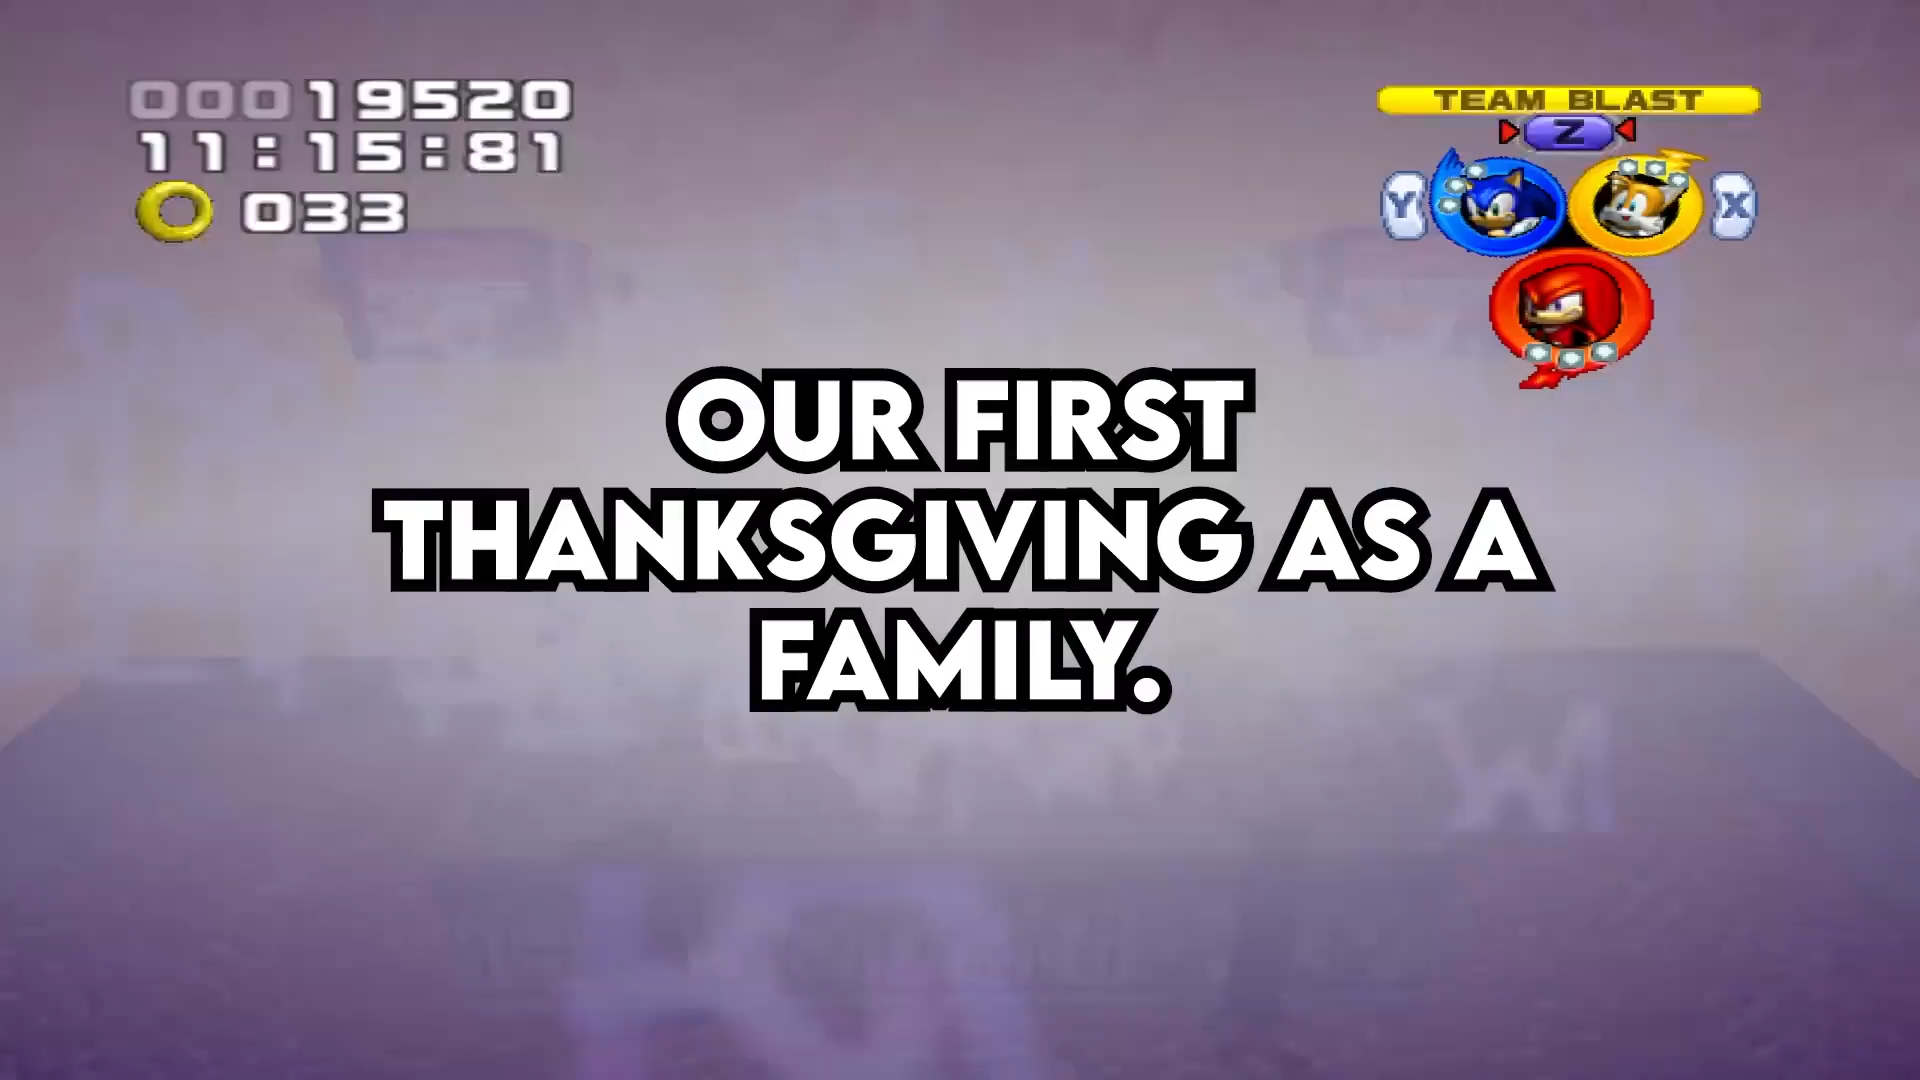 00019520
TEAM BLAST
11:15:81
Z
033
Y
X
OUR FIRST
THANKSGIVING AS A
FAMILY.